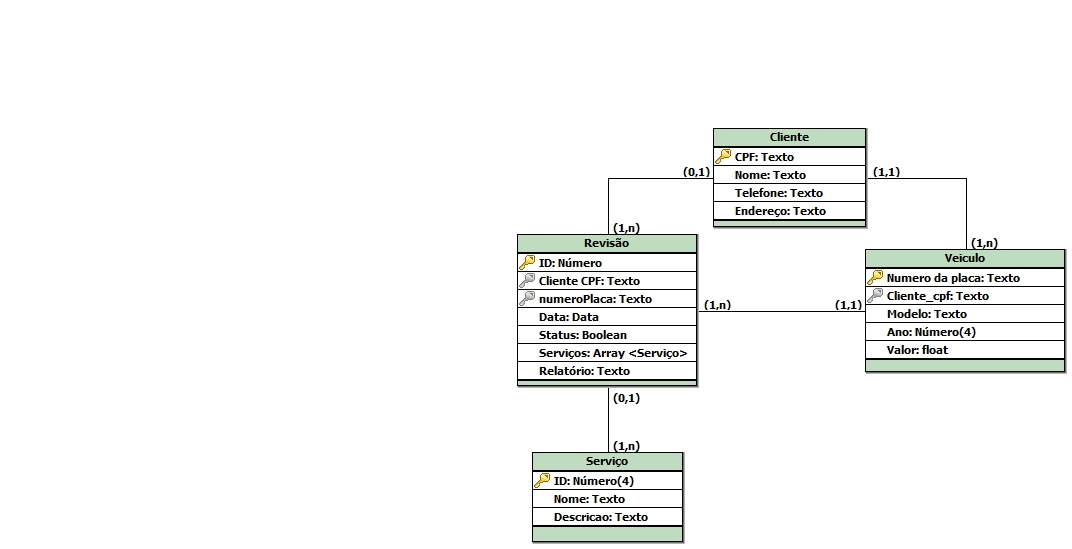 Cliente
CPF: Texto
Nome: Texto
Telefone: Texto
Endereço: Texto
(0,1)
(1,1)
(1,n)
(1,n)
Revisão
ID: Número
Cliente CPF: Texto
numeroPlaca: Texto
Data: Data
Status: Boolean
Serviços: Array <Serviço>
Relatório: Texto
(1,n)
(1,1)
Veiculo
Numero da placa: Texto
Cliente_cpf: Texto
Modelo: Texto
Ano: Número(4)
Valor: float
(0,1)
(1,n)
Serviço
ID: Número(4)
Nome: Texto
Descricao: Texto